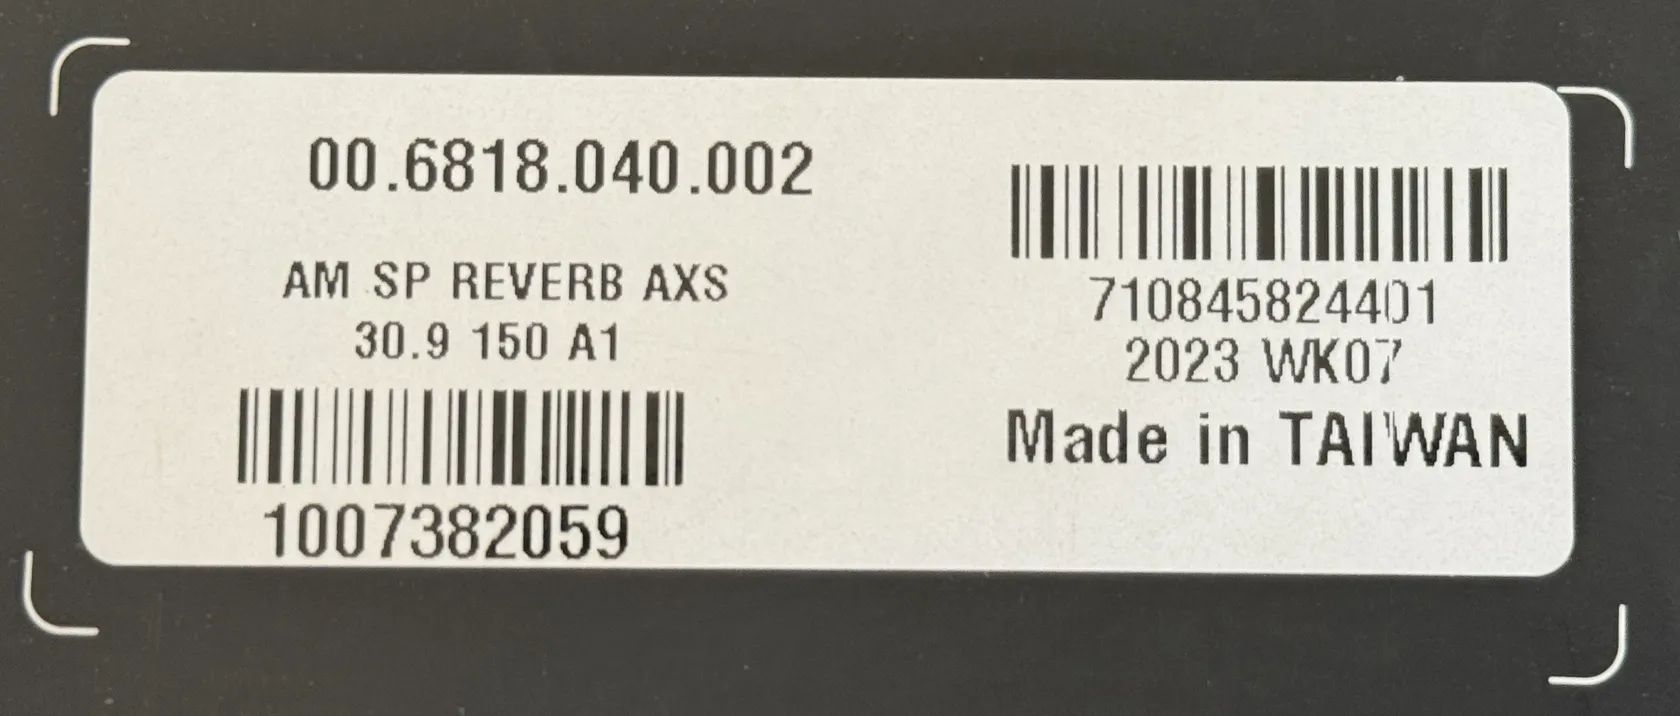 00.6818.040.002
AM SP REVERB AXS
30.9 150 A1
1007382059
710845824401
2023 WK07
Made in TAIWAN